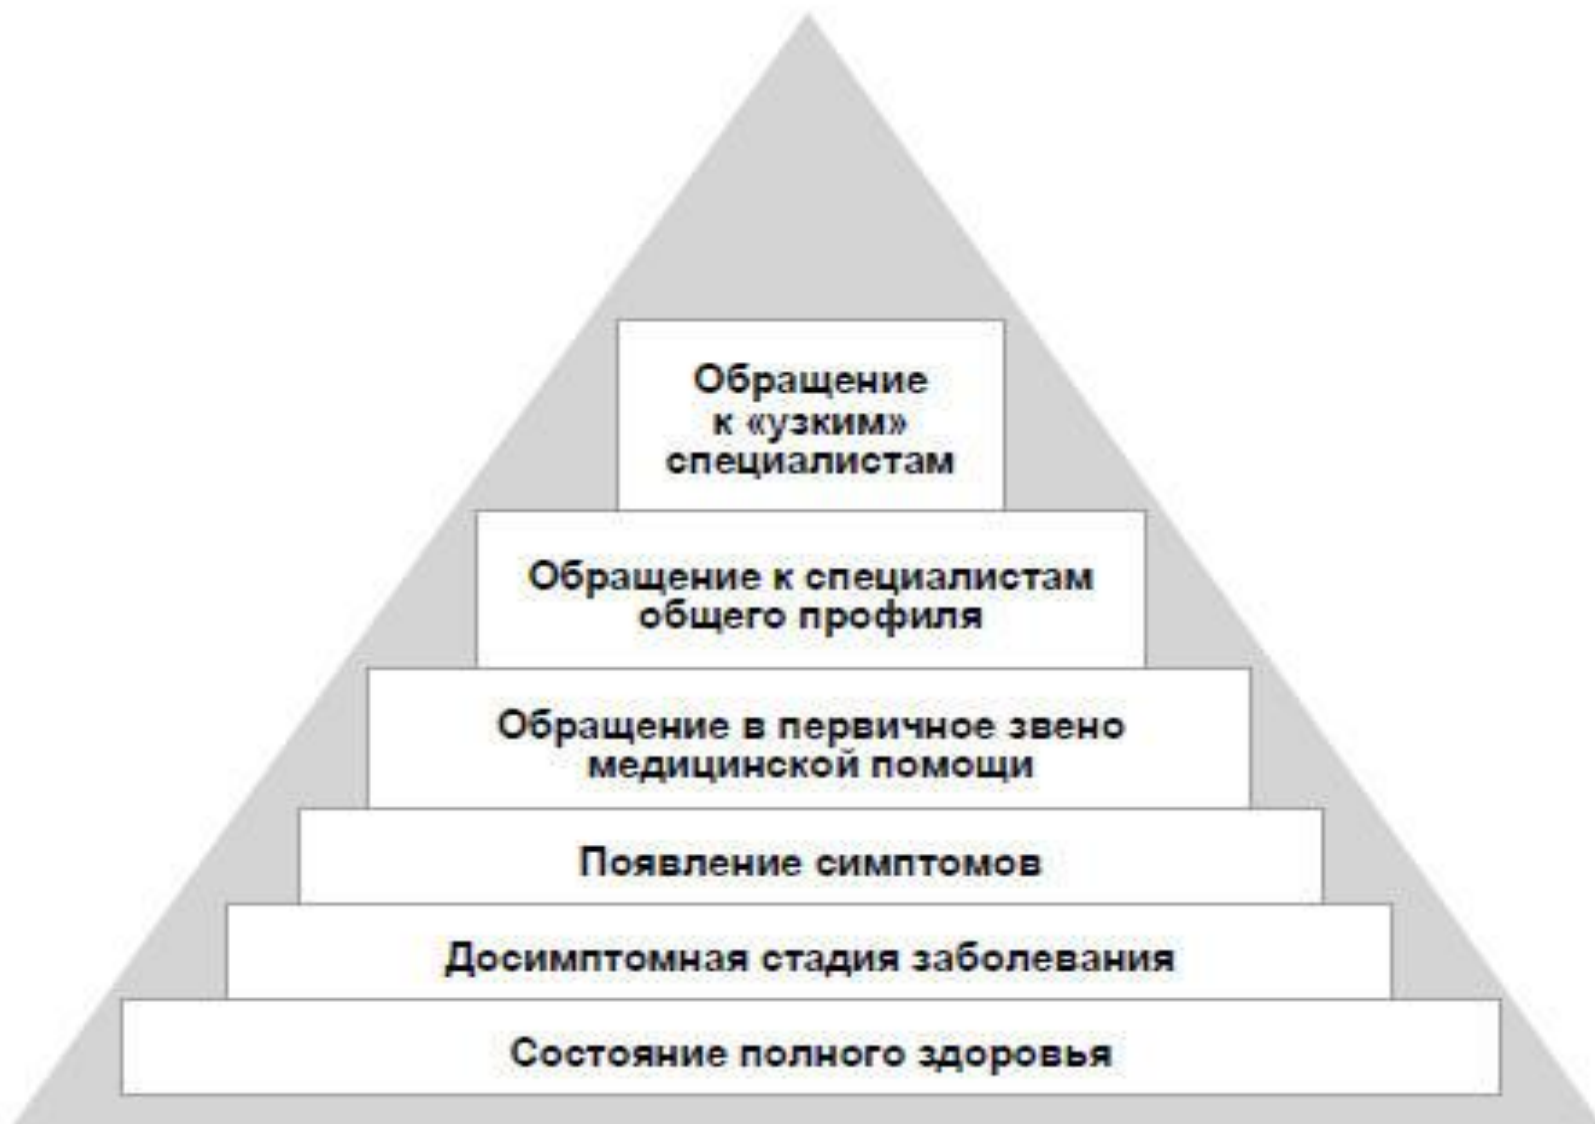 Обращение
к «узким»
специалистам
Обращение к специалистам
общего профиля
Обращение в первичное звено
медицинской помощи
Появление симптомов
Досимптомная стадия заболевания
Состояние полного здоровья